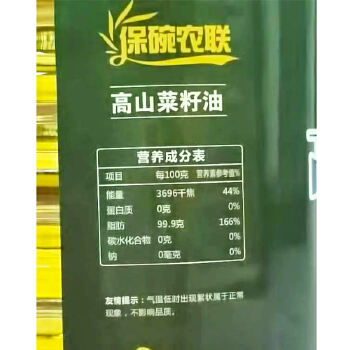 保碗农联
高山菜籽油
营养成分表
项目 每100克 营养素参考值%
能量 3696千焦 44%
蛋白质 0克 0%
脂肪 99.9克 166%
碳水化合物 0克 0%
钠 0毫克 0%
友情提示：气温低时出现絮状属于正常
现象，不影响品质。